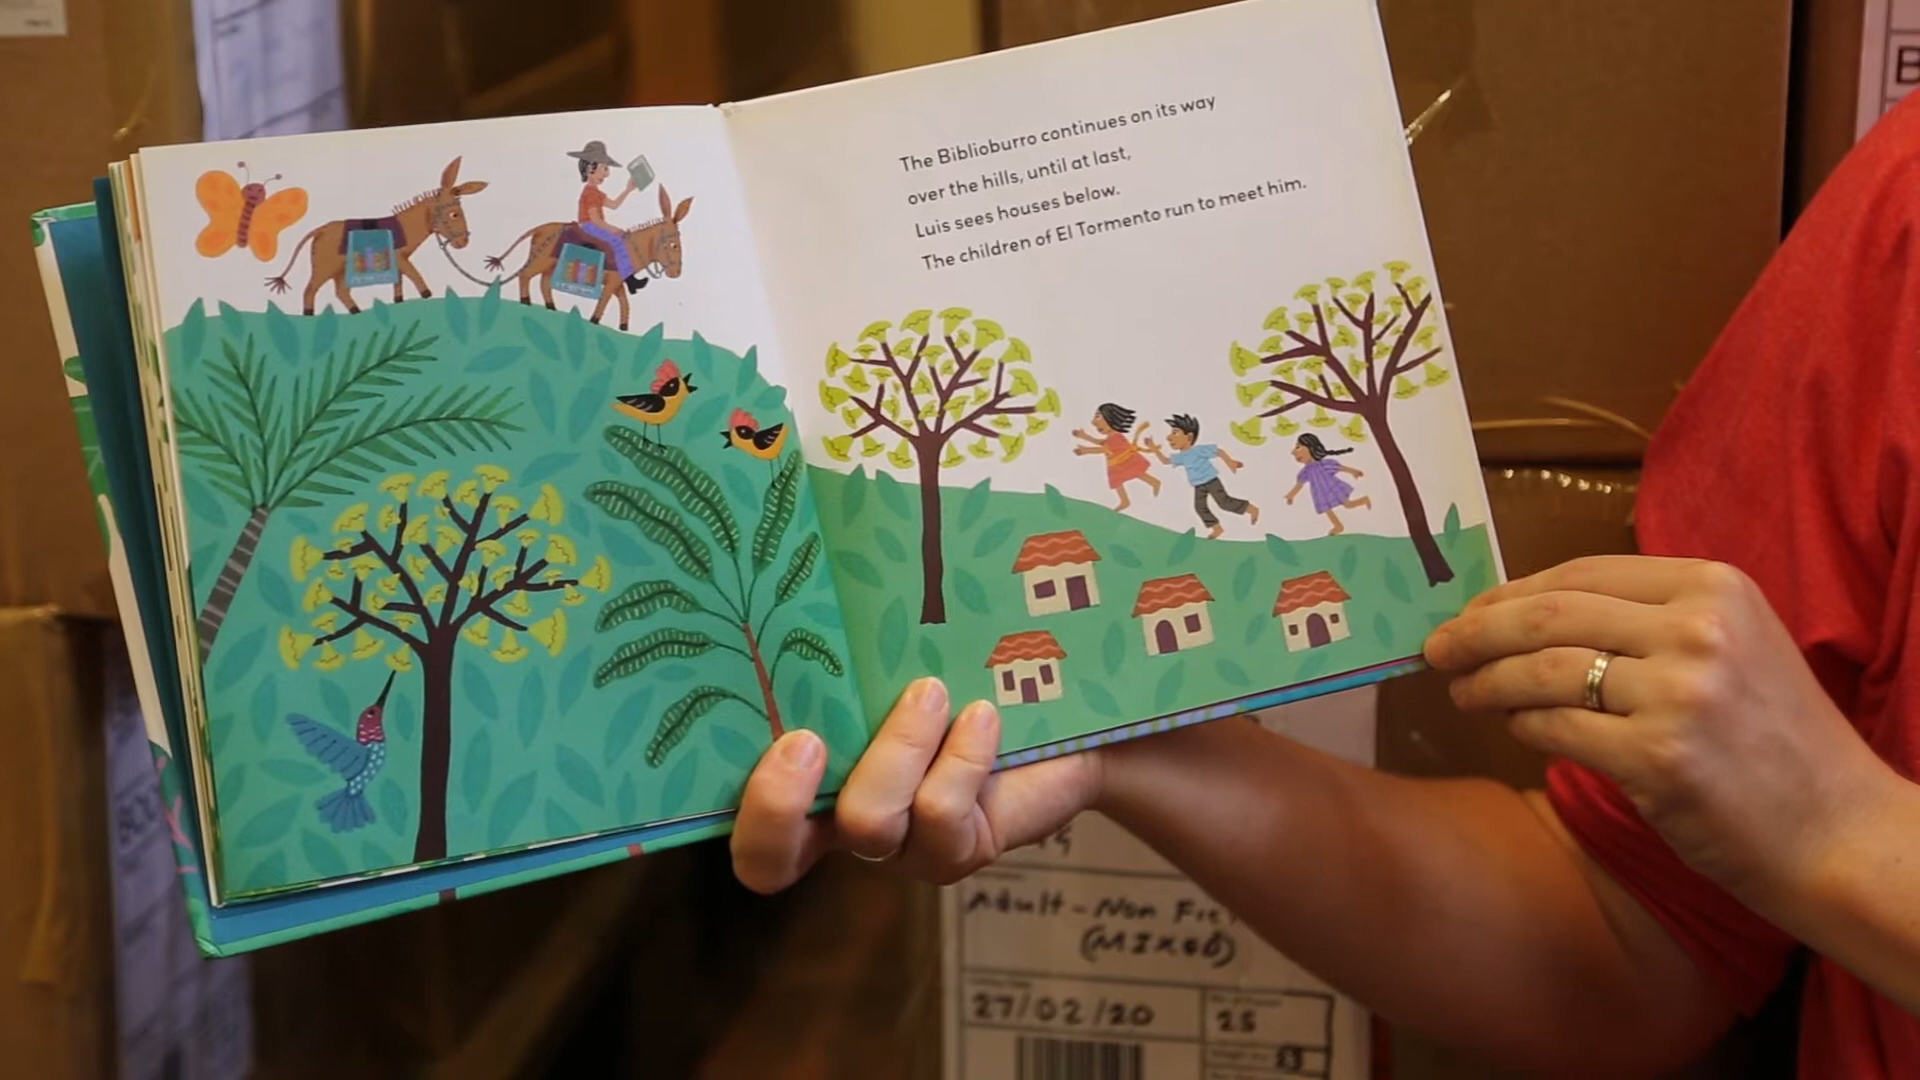 The Biblioburro continues on its way
over the hills, until at last,
Luis sees houses below.
The children of El Tormento run to meet him.
Adult - Non Fic
(MIXED)
27/02/20
25